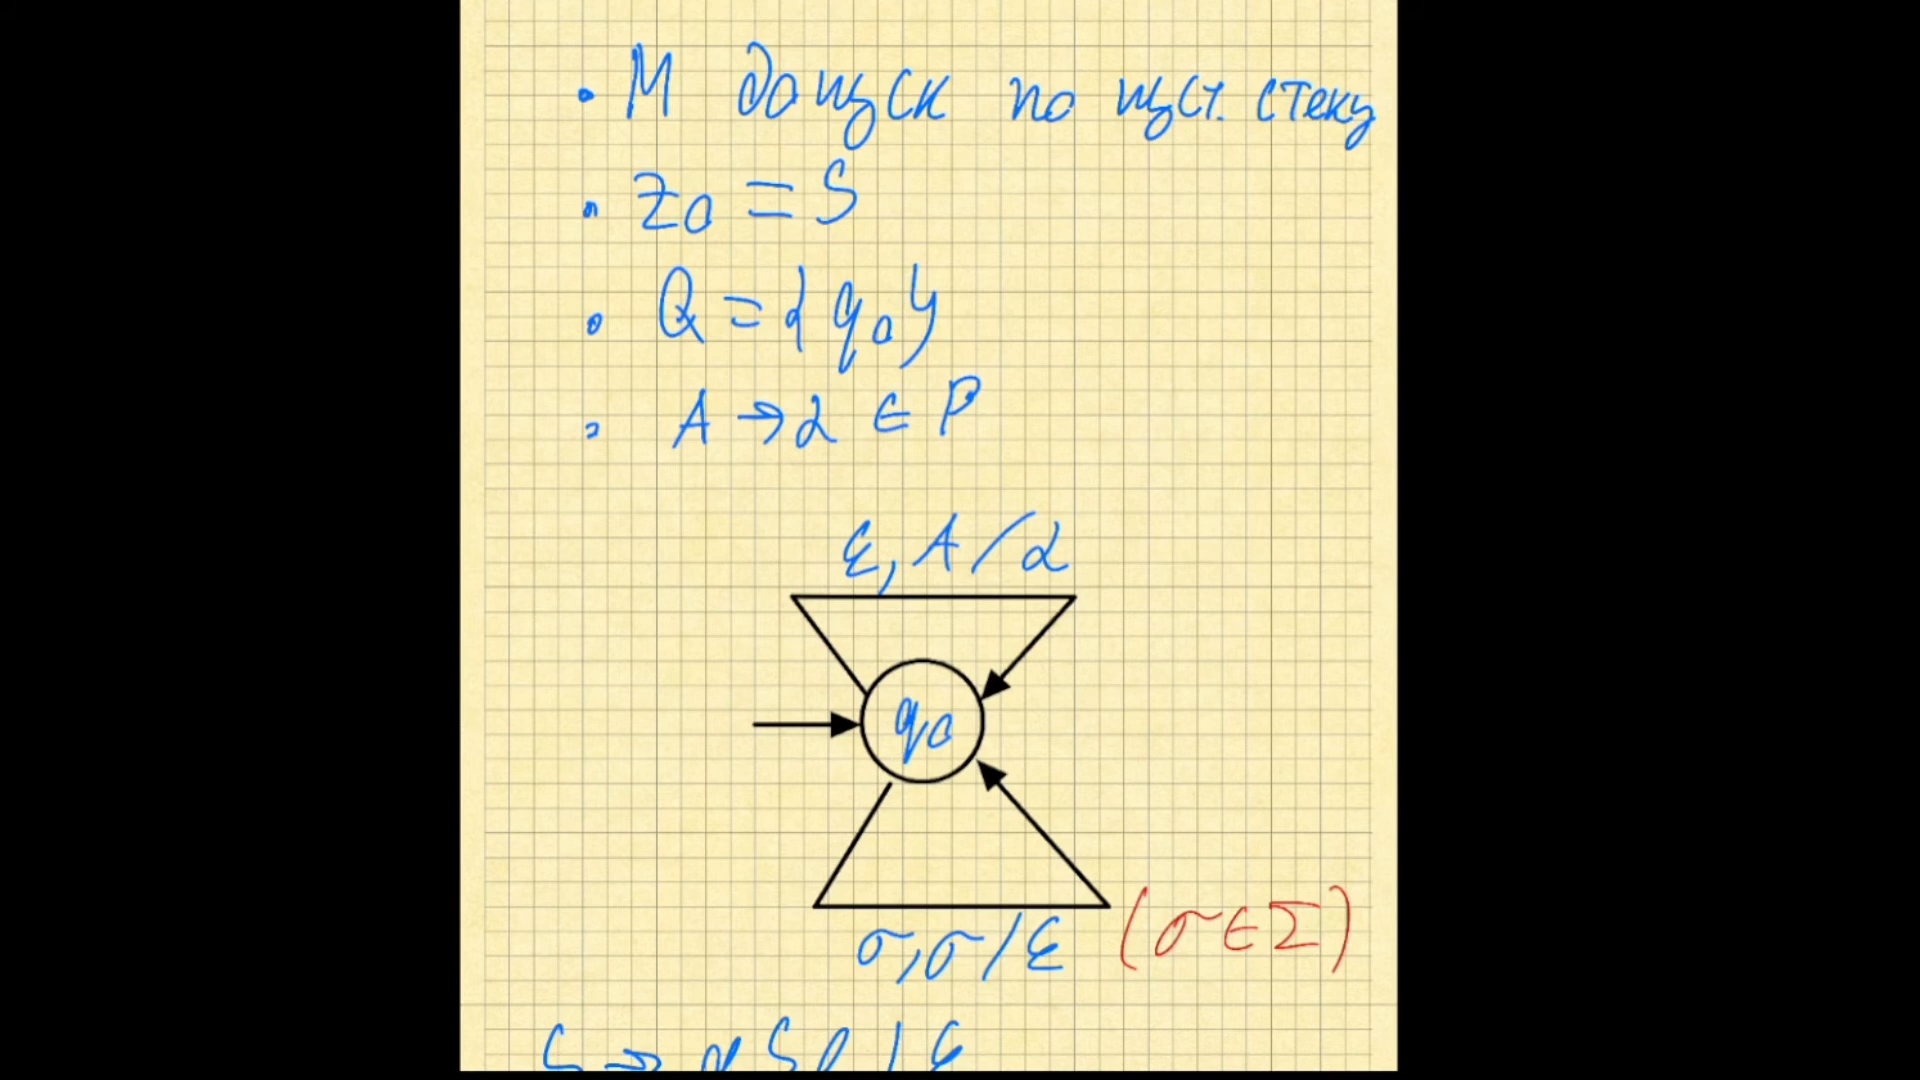 • M допуск по пуст. стеку
• z0 = S
• Q = {q0}
• A → α ∈ P
ε, A/α
q0
σ, σ/ε (σ∈Σ)
S →